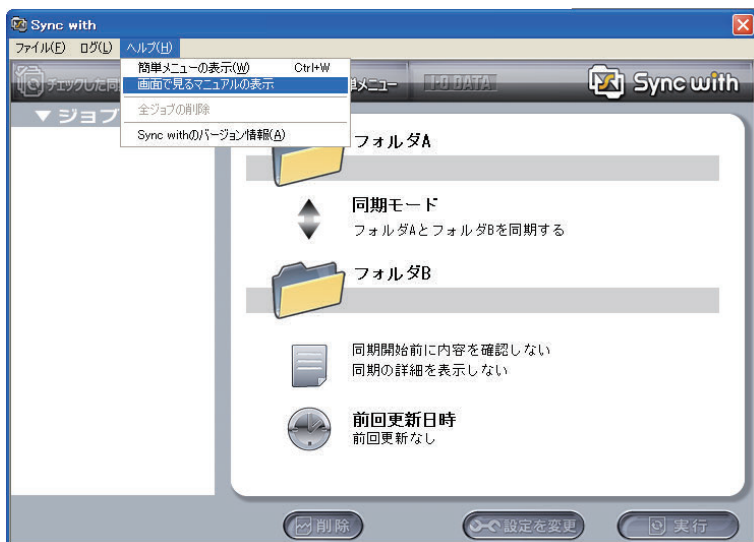 Sync with
ファイル(F) ログ(L) ヘルプ(H)
簡単メニューの表示(W) Ctrl+W
画面で見るマニュアルの表示
全ジョブの削除
Sync withのバージョン情報(A)
チェックした同
単メニュー
I-O DATA
Sync with
▼ ジョブ
フォルダA
同期モード
フォルダAとフォルダBを同期する
フォルダB
同期開始前に内容を確認しない
同期の詳細を表示しない
前回更新日時
前回更新なし
削除
設定を変更
実行